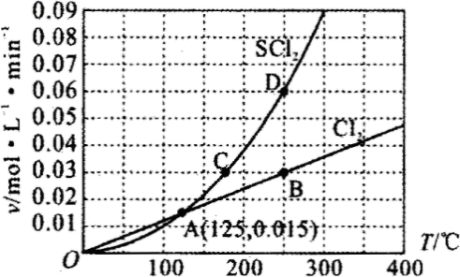 v/mol·L⁻¹·min⁻¹
0.09
0.08
0.07
0.06
0.05
0.04
0.03
0.02
0.01
O
SCl₂
D
Cl₂
C
B
A(125,0.015)
T/℃
100 200 300 400